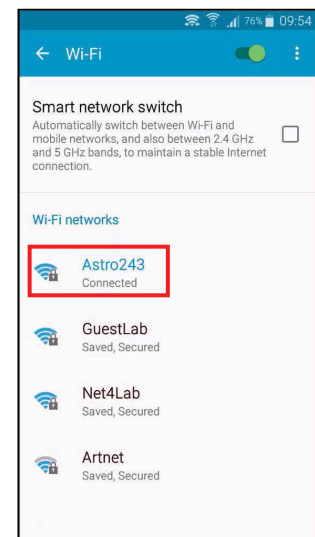 76% 09:54
Wi-Fi
Smart network switch
Automatically switch between Wi-Fi and
mobile networks, and also between 2.4 GHz
and 5 GHz bands, to maintain a stable Internet
connection.
Wi-Fi networks
Astro243
Connected
GuestLab
Saved, Secured
Net4Lab
Saved, Secured
Artnet
Saved, Secured